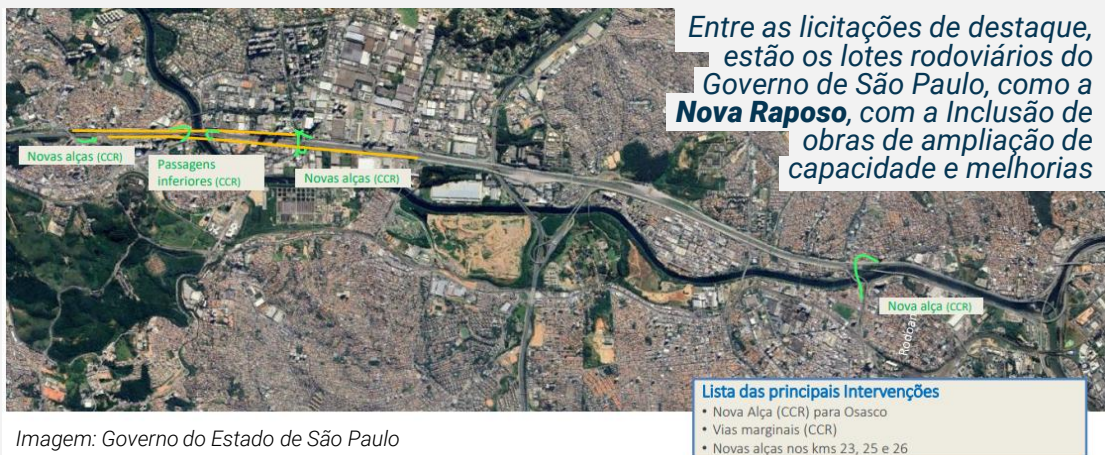 Entre as licitações de destaque,
estão os lotes rodoviários do
Governo de São Paulo, como a
Nova Raposo, com a Inclusão de
obras de ampliação de
capacidade e melhorias
Novas alças (CCR)
Passagens
inferiores (CCR)
Novas alças (CCR)
Nova alça (CCR)
Lista das principais Intervenções
• Nova Alça (CCR) para Osasco
• Vias marginais (CCR)
• Novas alças nos kms 23, 25 e 26
Imagem: Governo do Estado de São Paulo